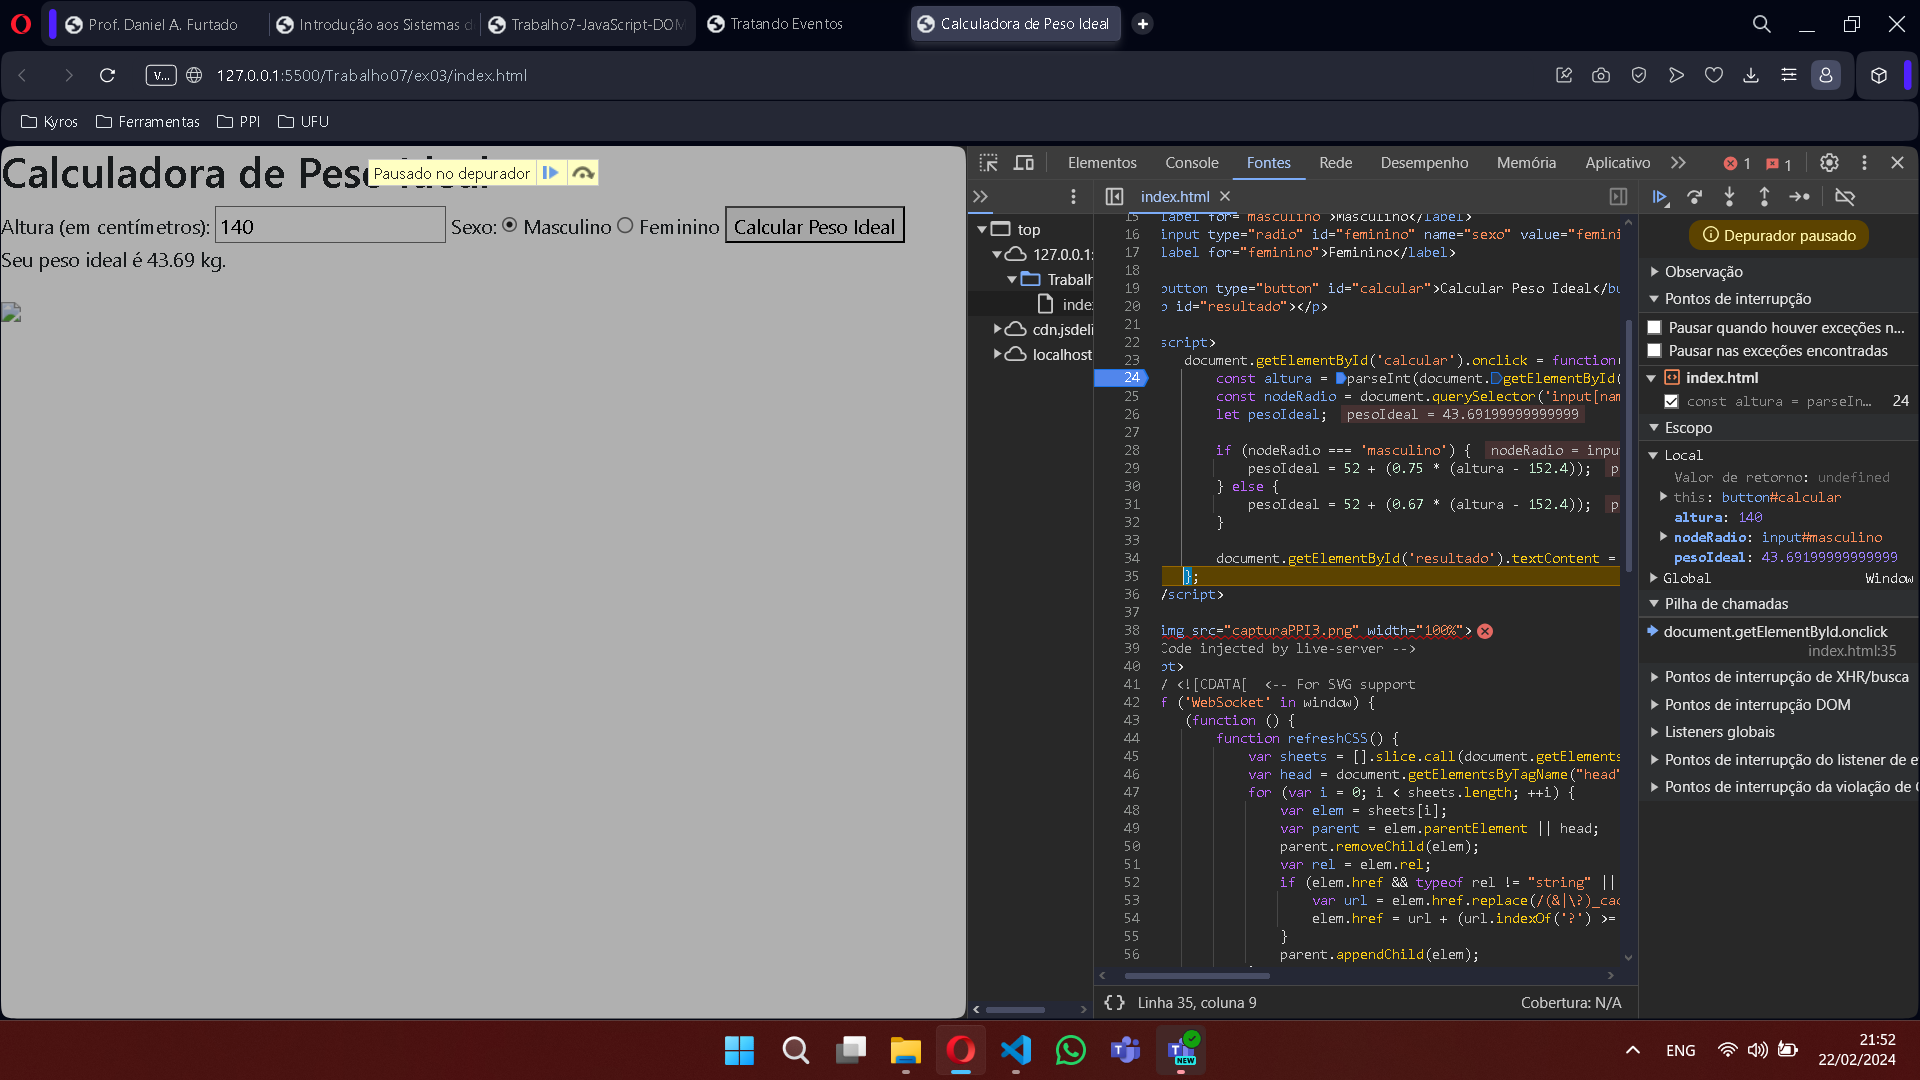 Prof. Daniel A. Furtado
Introdução aos Sistemas d
Trabalho7-JavaScript-DOM
Tratando Eventos
Calculadora de Peso Ideal
V...
127.0.0.1:5500/Trabalho07/ex03/index.html
Kyros
Ferramentas
PPI
UFU
Calculadora de Peso Ideal
Pausado no depurador
Altura (em centímetros): 140 Sexo: Masculino Feminino Calcular Peso Ideal
Seu peso ideal é 43.69 kg.
Elementos Console Fontes Rede Desempenho Memória Aplicativo 1 1
index.html
top
127.0.0.1:
Trabalh
index
cdn.jsdeli
localhost
15 label for="masculino">Masculino</label>
16 input type="radio" id="feminino" name="sexo" value="femini
17 label for="feminino">Feminino</label>
18
19 button type="button" id="calcular">Calcular Peso Ideal</bu
20 p id="resultado"></p>
21
22 script>
23 document.getElementById('calcular').onclick = function(
24 const altura = parseInt(document.getElementById(
25 const nodeRadio = document.querySelector('input[nam
26 let pesoIdeal; pesoIdeal = 43.69199999999999
27
28 if (nodeRadio === 'masculino') { nodeRadio = input
29 pesoIdeal = 52 + (0.75 * (altura - 152.4)); p
30 } else {
31 pesoIdeal = 52 + (0.67 * (altura - 152.4)); p
32 }
33
34 document.getElementById('resultado').textContent =
35 };
36 /script>
37
38 img src="capturaPPI3.png" width="100%">
39 Code injected by live-server -->
40 pt>
41 / <![CDATA[ <-- For SVG support
42 f ('WebSocket' in window) {
43 (function () {
44 function refreshCSS() {
45 var sheets = [].slice.call(document.getElements
46 var head = document.getElementsByTagName("head"
47 for (var i = 0; i < sheets.length; ++i) {
48 var elem = sheets[i];
49 var parent = elem.parentElement || head;
50 parent.removeChild(elem);
51 var rel = elem.rel;
52 if (elem.href && typeof rel != "string" ||
53 var url = elem.href.replace(/(&|\?)_cac
54 elem.href = url + (url.indexOf('?') >=
55 }
56 parent.appendChild(elem);
{} Linha 35, coluna 9
Cobertura: N/A
Depurador pausado
Observação
Pontos de interrupção
Pausar quando houver exceções n...
Pausar nas exceções encontradas
index.html
const altura = parseIn... 24
Escopo
Local
Valor de retorno: undefined
this: button#calcular
altura: 140
nodeRadio: input#masculino
pesoIdeal: 43.69199999999999
Global Window
Pilha de chamadas
document.getElementById.onclick
index.html:35
Pontos de interrupção de XHR/busca
Pontos de interrupção DOM
Listeners globais
Pontos de interrupção do listener de e
Pontos de interrupção da violação de C
NEW
ENG
21:52
22/02/2024